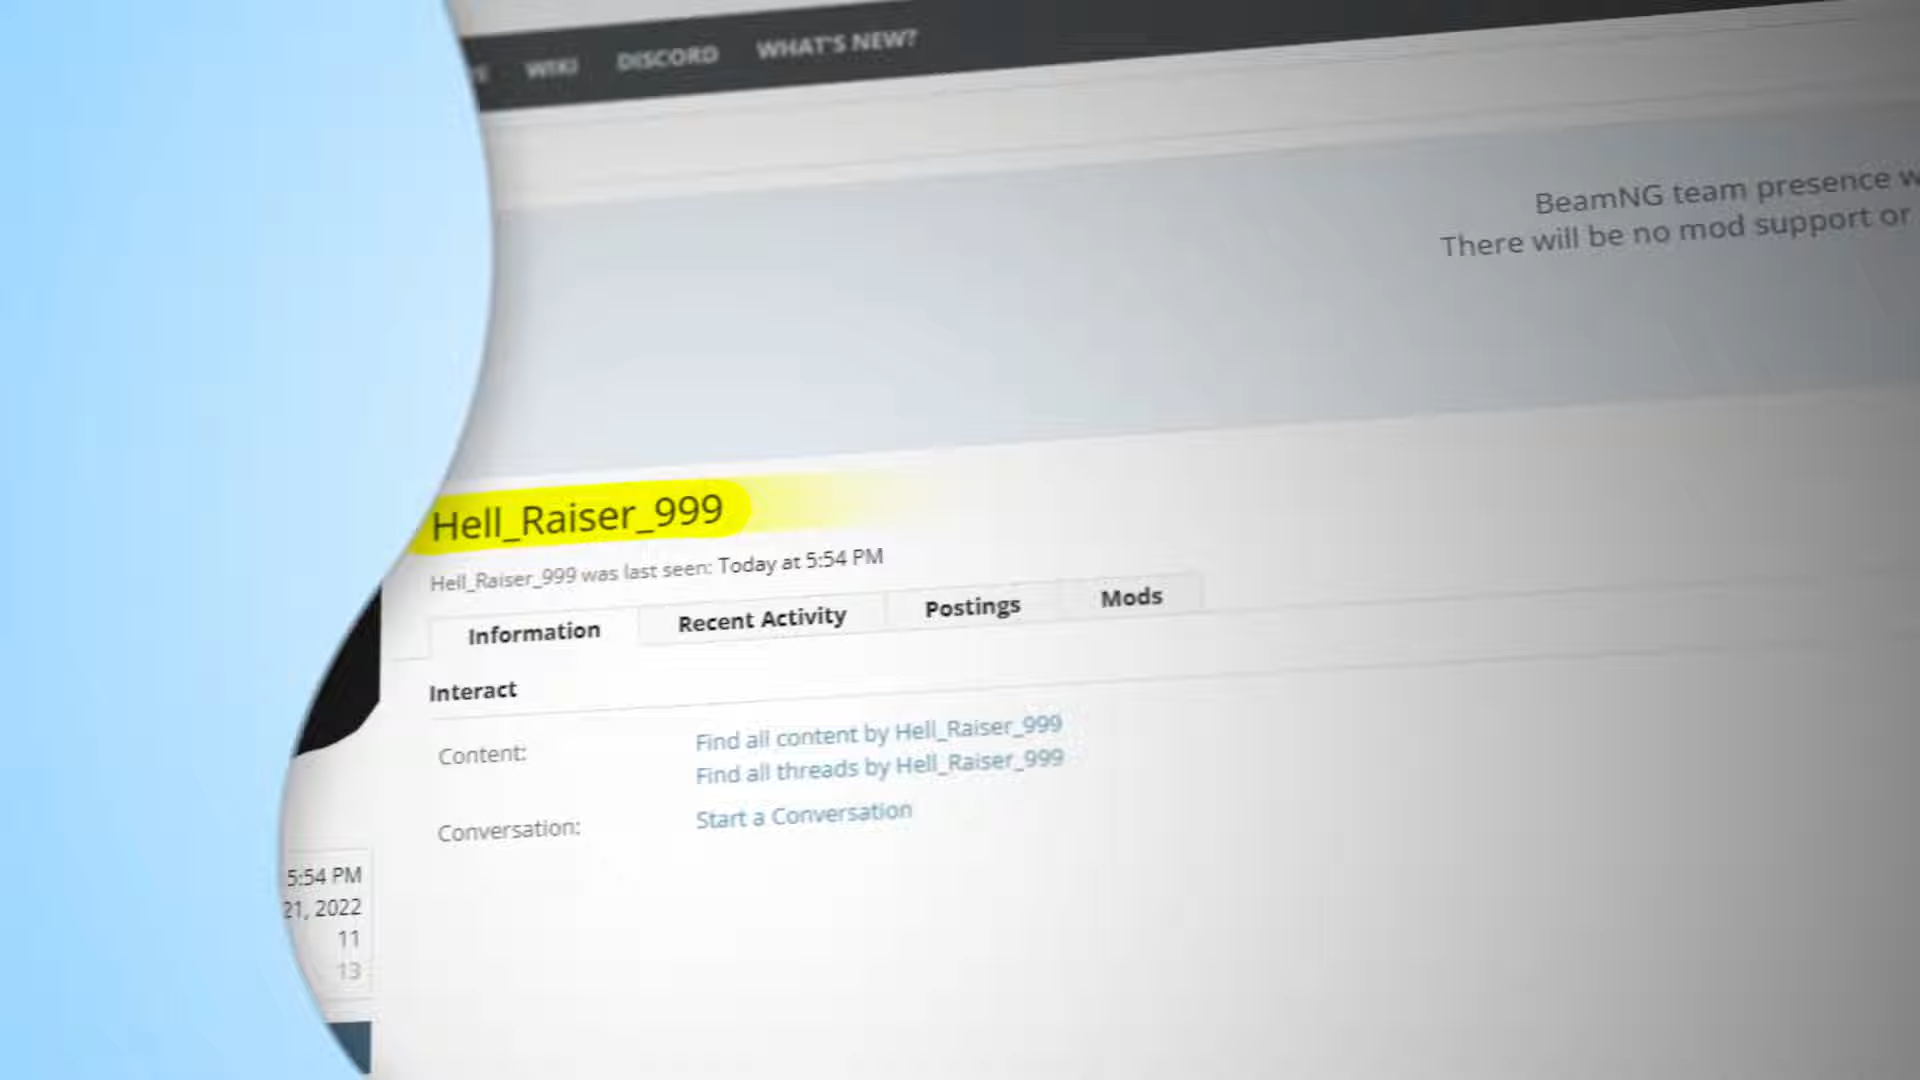 WIKI DISCORD WHAT'S NEW?
BeamNG team presence
There will be no mod support or
Hell_Raiser_999
Hell_Raiser_999 was last seen: Today at 5:54 PM
Information Recent Activity Postings Mods
Interact
Content: Find all content by Hell_Raiser_999
Find all threads by Hell_Raiser_999
Conversation: Start a Conversation
5:54 PM
21, 2022
11
13